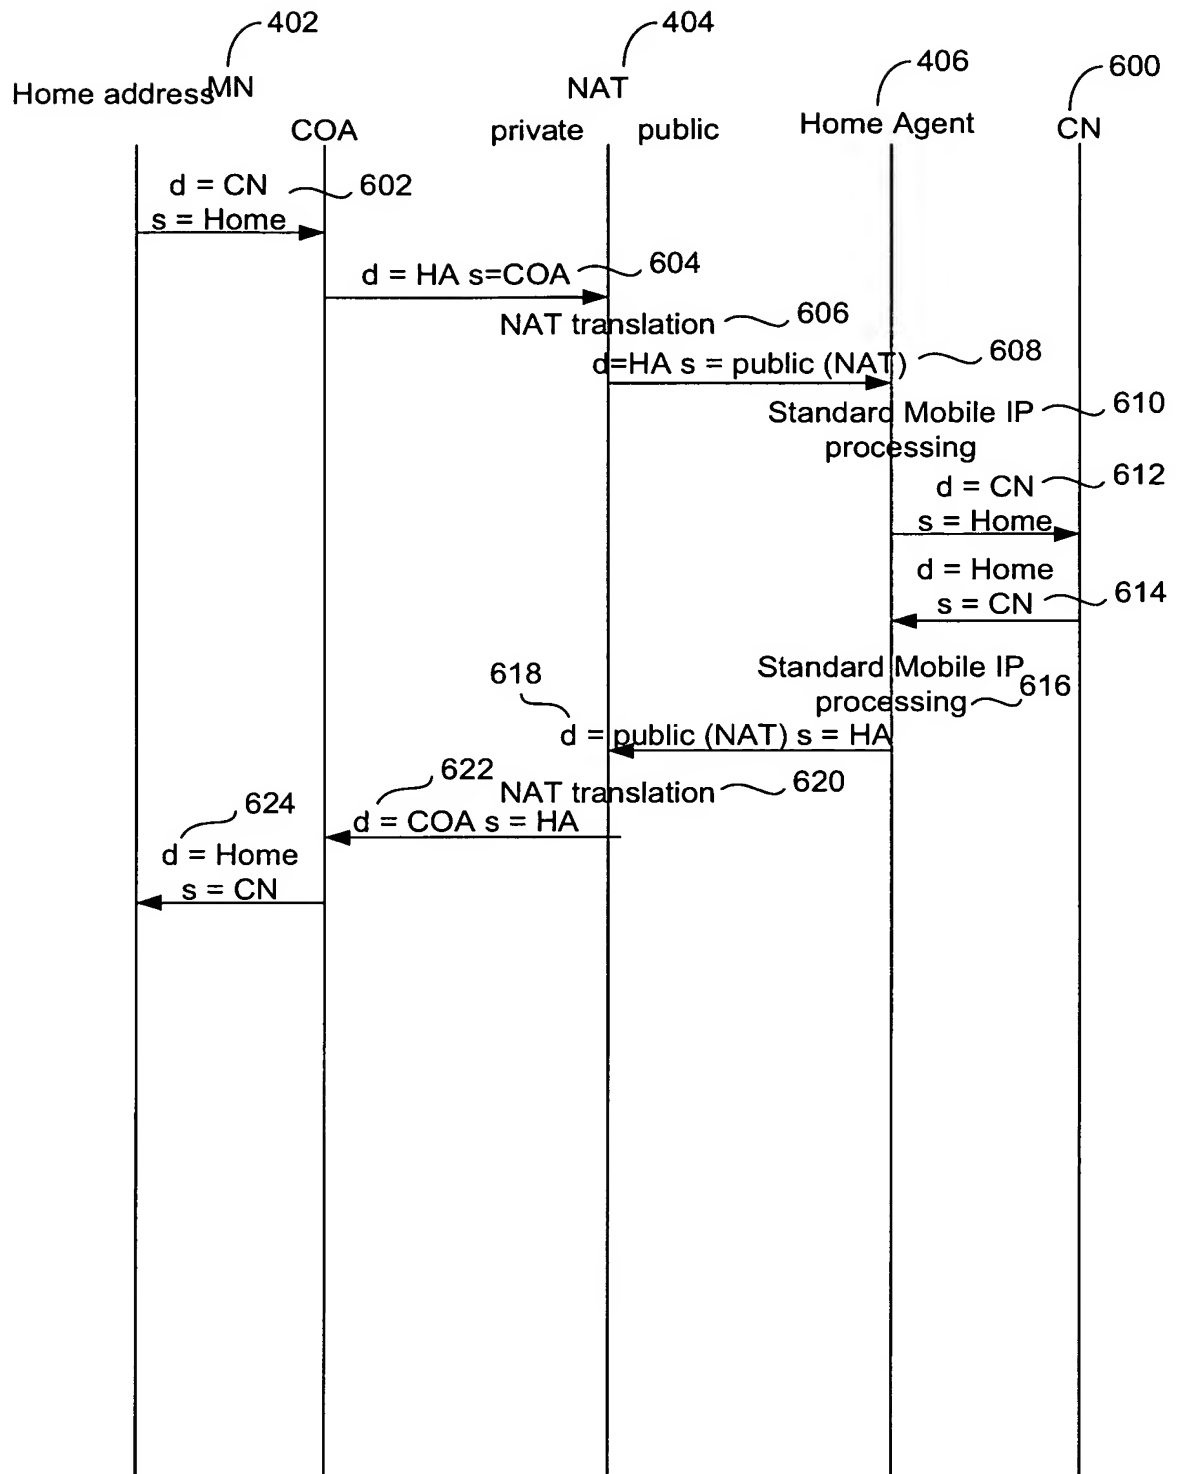 402
404
406
600
Home address MN
NAT
COA
private
public
Home Agent
CN
d = CN
602
s = Home
d = HA s=COA
604
NAT translation
606
d=HA s = public (NAT)
608
Standard Mobile IP
610
processing
d = CN
612
s = Home
d = Home
s = CN
614
Standard Mobile IP
processing
616
618
d = public (NAT) s = HA
622
NAT translation
620
624
d = COA s = HA
d = Home
s = CN